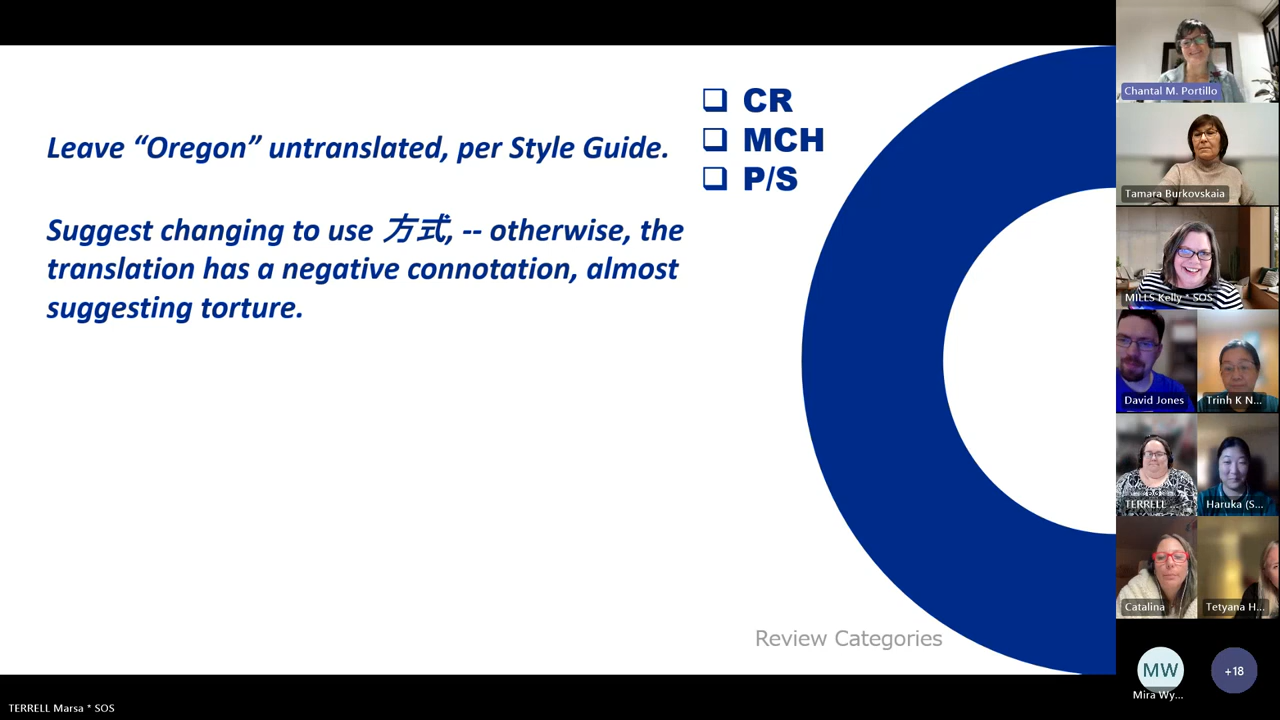 Leave “Oregon” untranslated, per Style Guide.
Suggest changing to use 方式, -- otherwise, the
translation has a negative connotation, almost
suggesting torture.
❑ CR
❑ MCH
❑ P/S
Review Categories
Chantal M. Portillo
Tamara Burkovskaia
MILLS Kelly * SOS
David Jones
Trinh K N...
TERRELL ...
Haruka (S...
Catalina
Tetyana H...
MW
Mira Wy...
+18
TERRELL Marsa * SOS